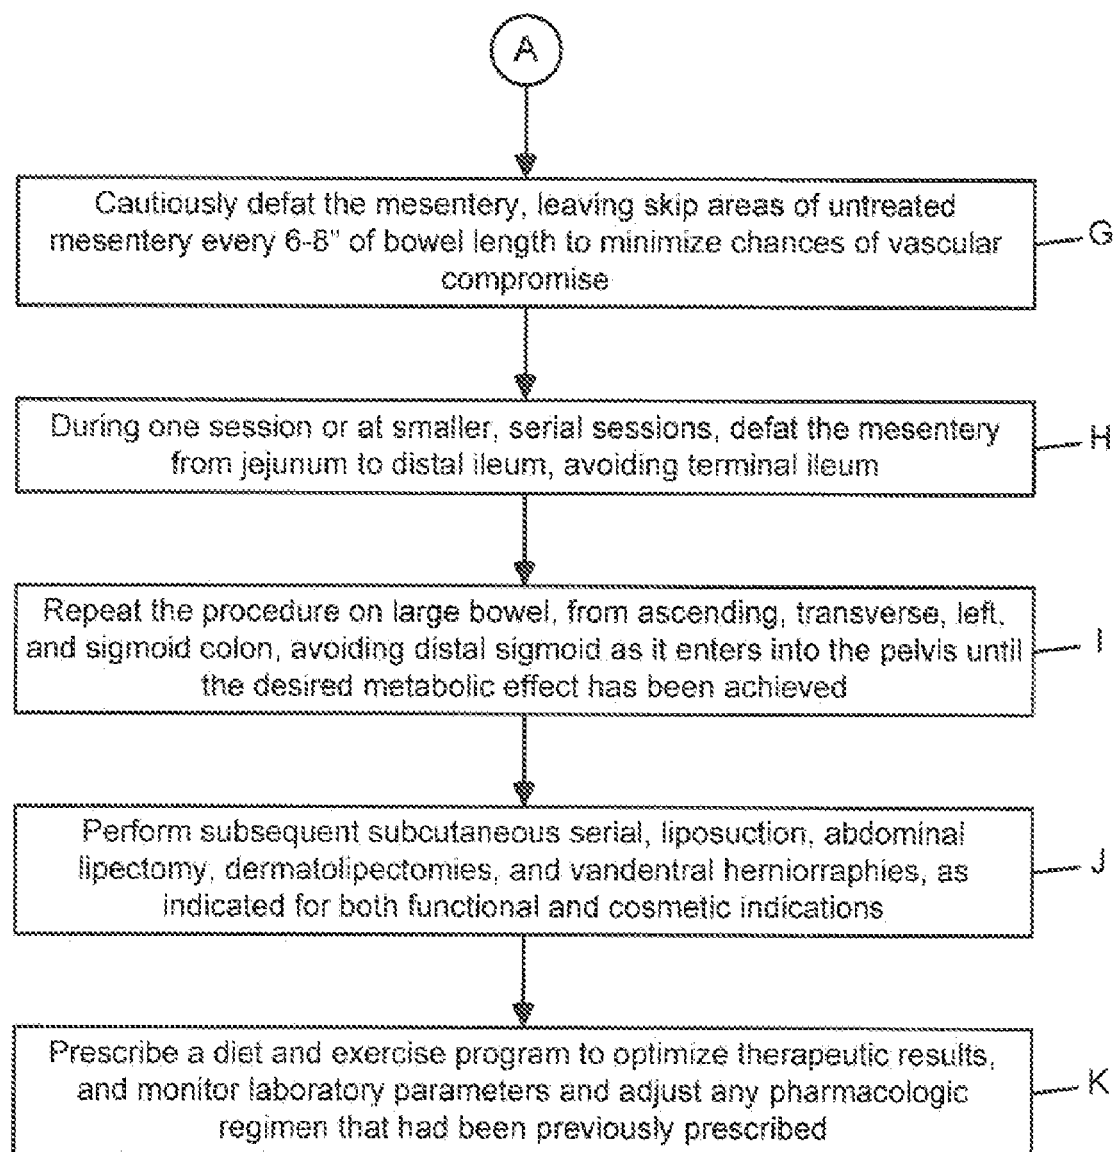 A
Cautiously defat the mesentery, leaving skip areas of untreated
mesentery every 6-8" of bowel length to minimize chances of vascular
compromise
G
During one session or at smaller, serial sessions, defat the mesentery
from jejunum to distal ileum, avoiding terminal ileum
H
Repeat the procedure on large bowel, from ascending, transverse, left,
and sigmoid colon, avoiding distal sigmoid as it enters into the pelvis until
the desired metabolic effect has been achieved
I
Perform subsequent subcutaneous serial, liposuction, abdominal
lipectomy, dermatolipectomies, and vandentral herniorraphies, as
indicated for both functional and cosmetic indications
J
Prescribe a diet and exercise program to optimize therapeutic results,
and monitor laboratory parameters and adjust any pharmacologic
regimen that had been previously prescribed
K